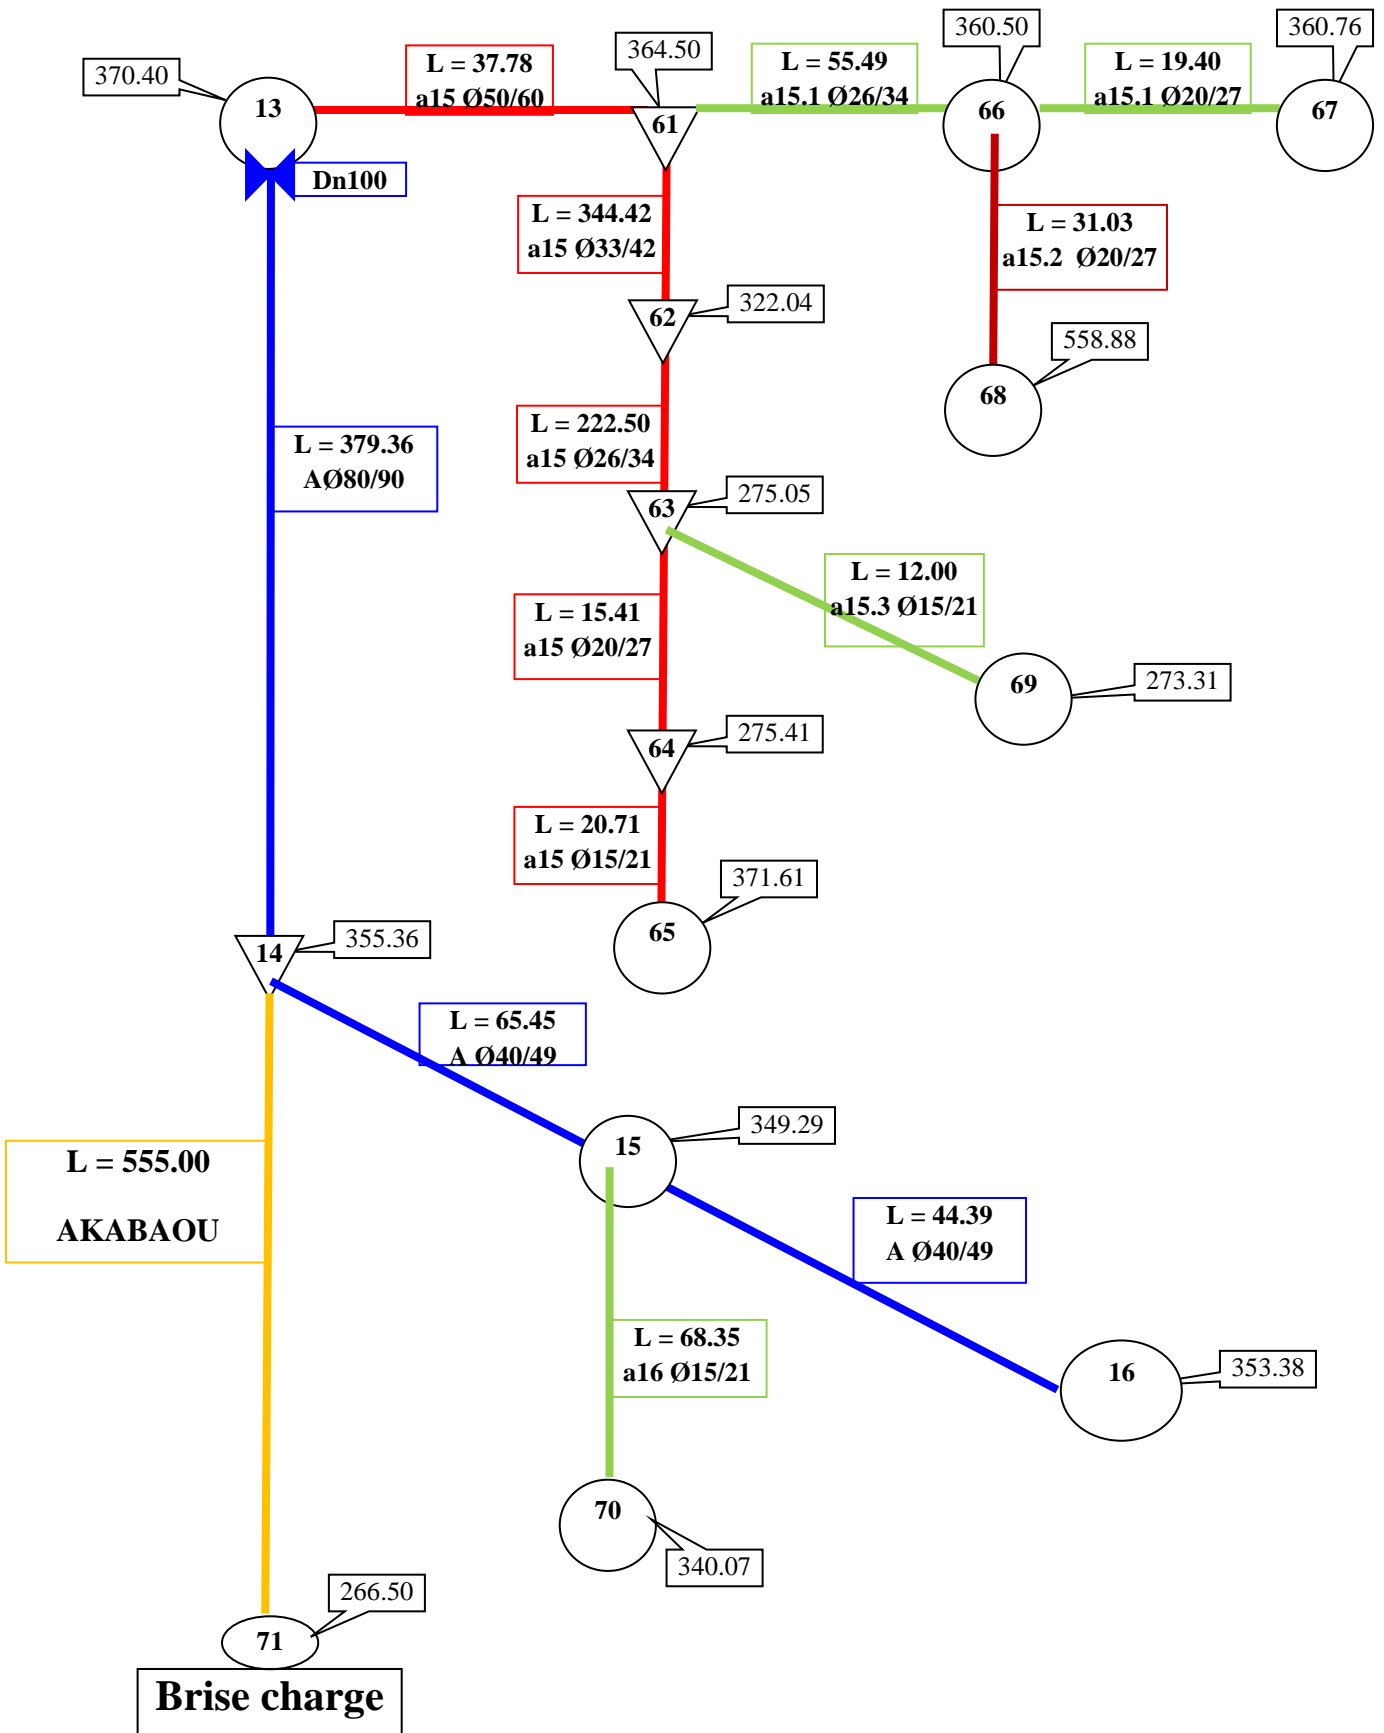 370.40
13
L = 37.78
a15 Ø50/60
364.50
61
L = 55.49
a15.1 Ø26/34
360.50
66
L = 19.40
a15.1 Ø20/27
360.76
67
Dn100
L = 344.42
a15 Ø33/42
L = 31.03
a15.2 Ø20/27
62
322.04
558.88
68
L = 379.36
AØ80/90
L = 222.50
a15 Ø26/34
63
275.05
L = 12.00
a15.3 Ø15/21
L = 15.41
a15 Ø20/27
69
273.31
64
275.41
L = 20.71
a15 Ø15/21
371.61
65
14
355.36
L = 65.45
A Ø40/49
15
349.29
L = 555.00
AKABAOU
L = 44.39
A Ø40/49
L = 68.35
a16 Ø15/21
16
353.38
70
340.07
266.50
71
Brise charge